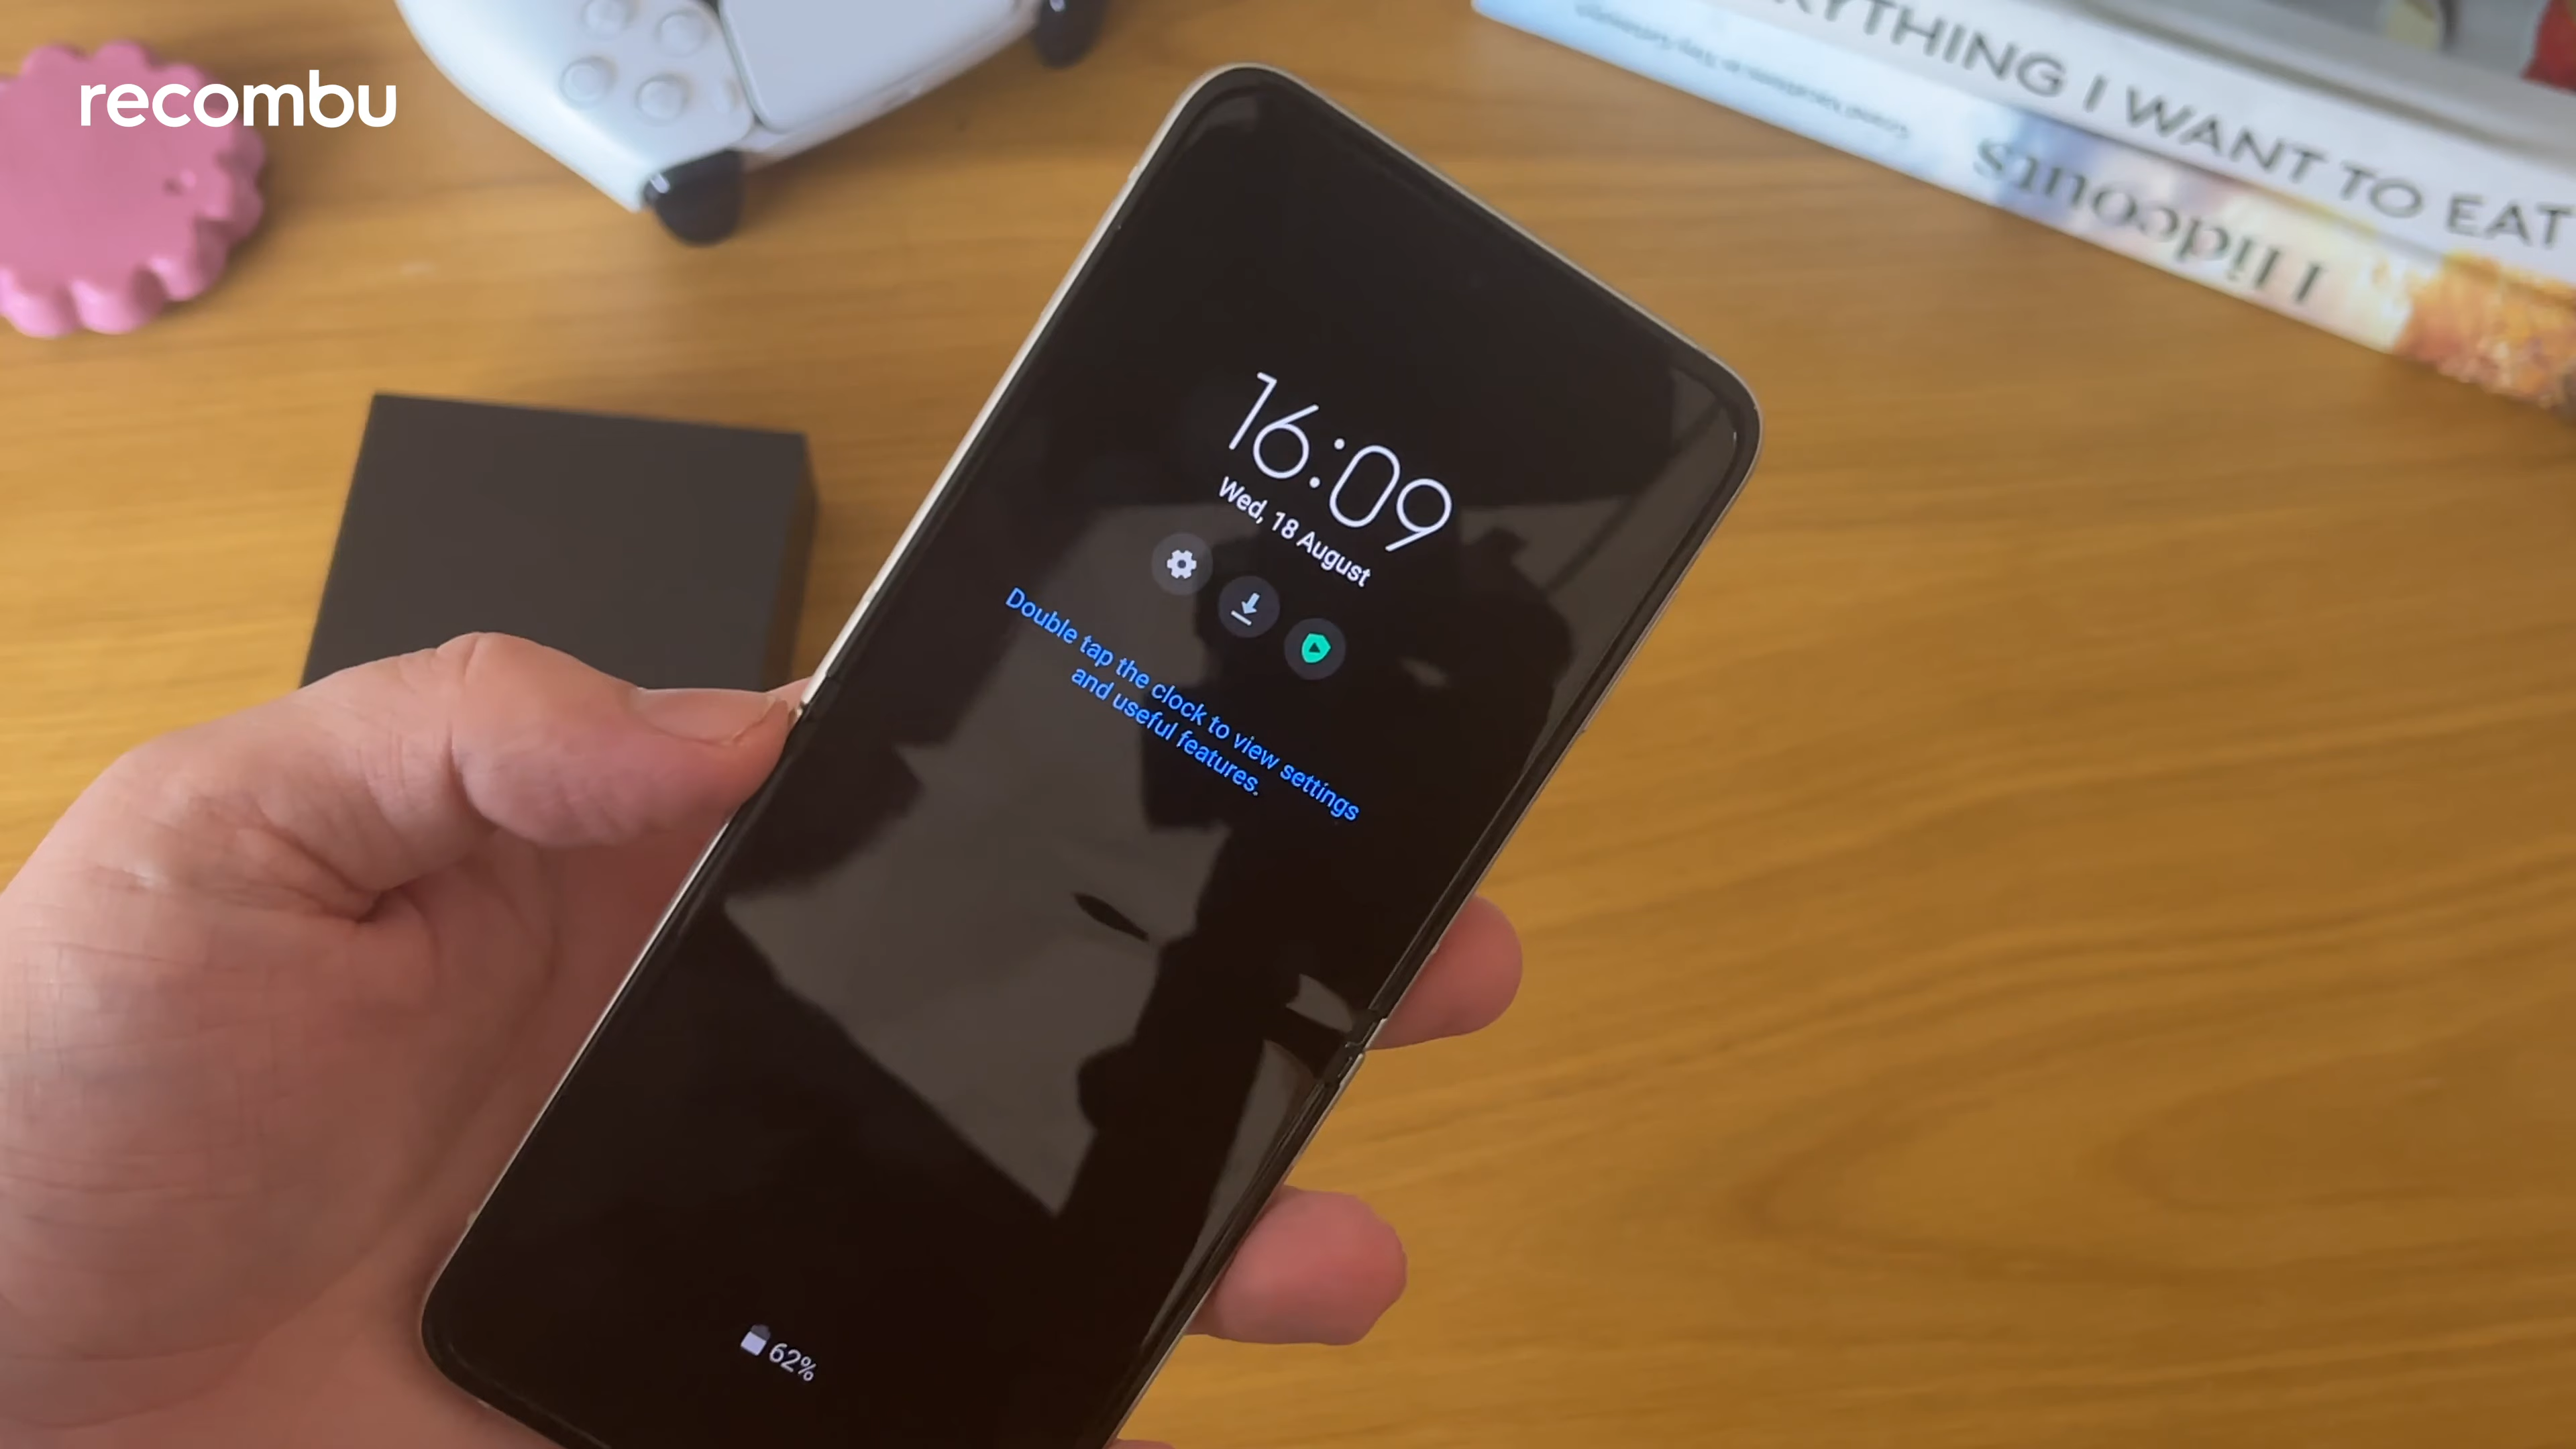 recombu
RYTHING I WANT TO EAT
16:09
Wed, 18 August
Double tap the clock to view settings
and useful features.
62%